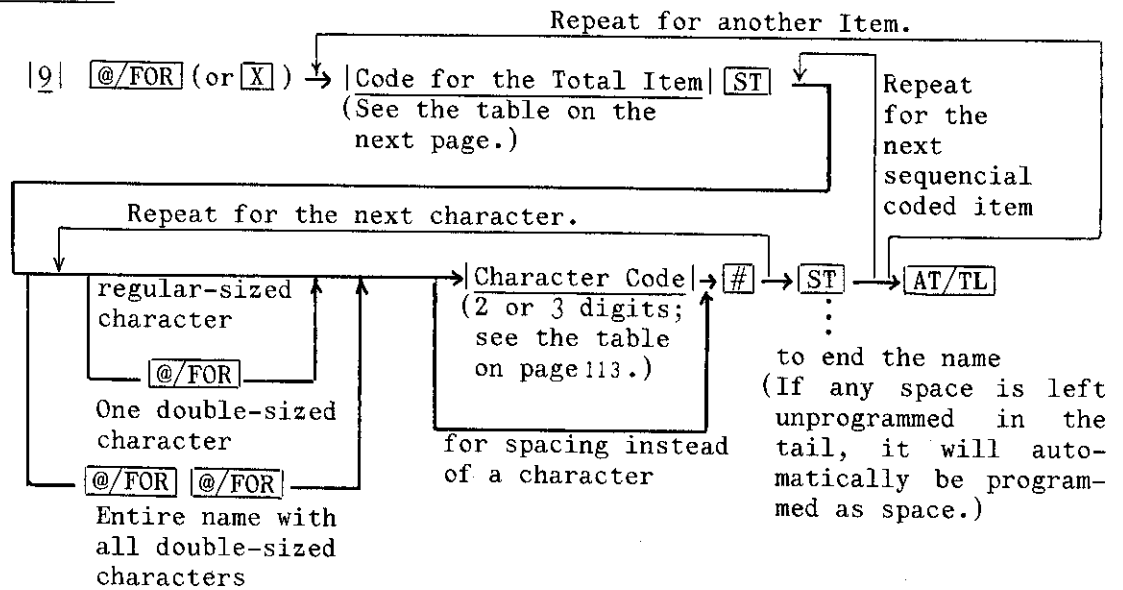 Repeat for another Item.
|9| @/FOR (or X) → |Code for the Total Item| ST
(See the table on the
next page.)
Repeat
for the
next
sequencial
coded item
Repeat for the next character.
regular-sized
character
@/FOR
One double-sized
character
@/FOR @/FOR
Entire name with
all double-sized
characters
|Character Code| → # → ST → AT/TL
(2 or 3 digits;
see the table
on page 113.)
for spacing instead
of a character
to end the name
(If any space is left
unprogrammed in the
tail, it will auto-
matically be program-
med as space.)